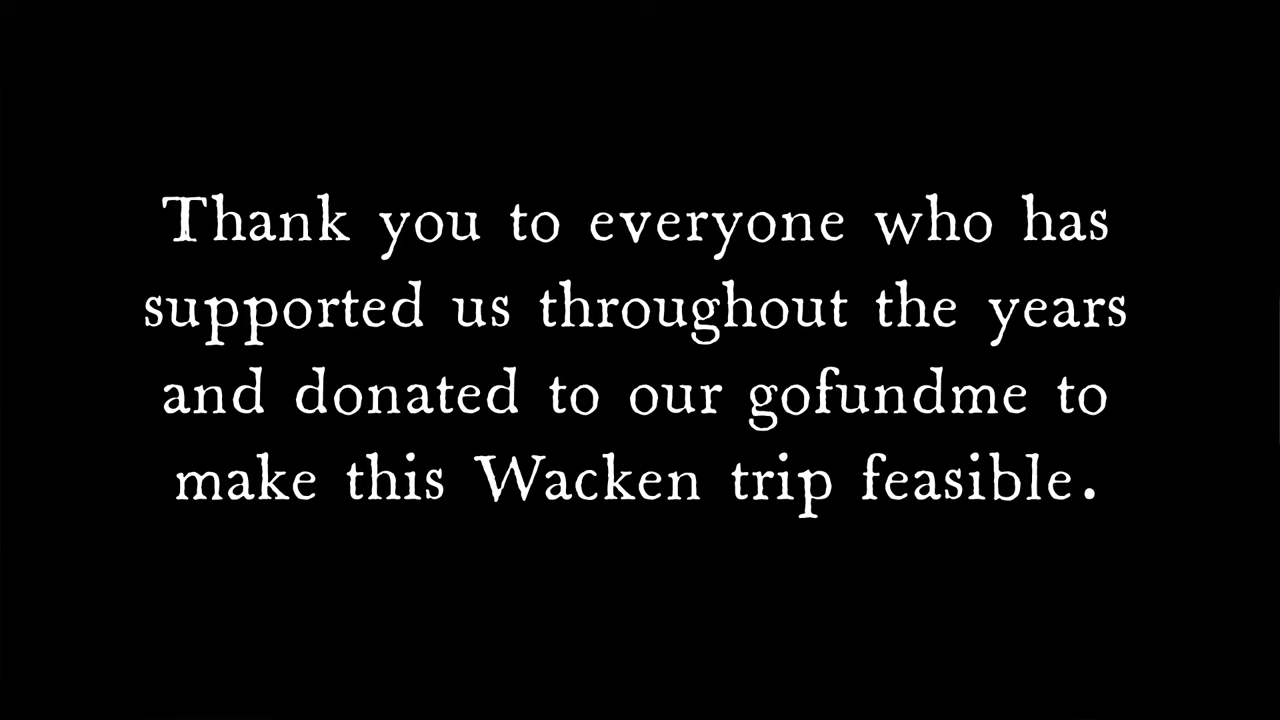 Thank you to everyone who has
supported us throughout the years
and donated to our gofundme to
make this Wacken trip feasible.